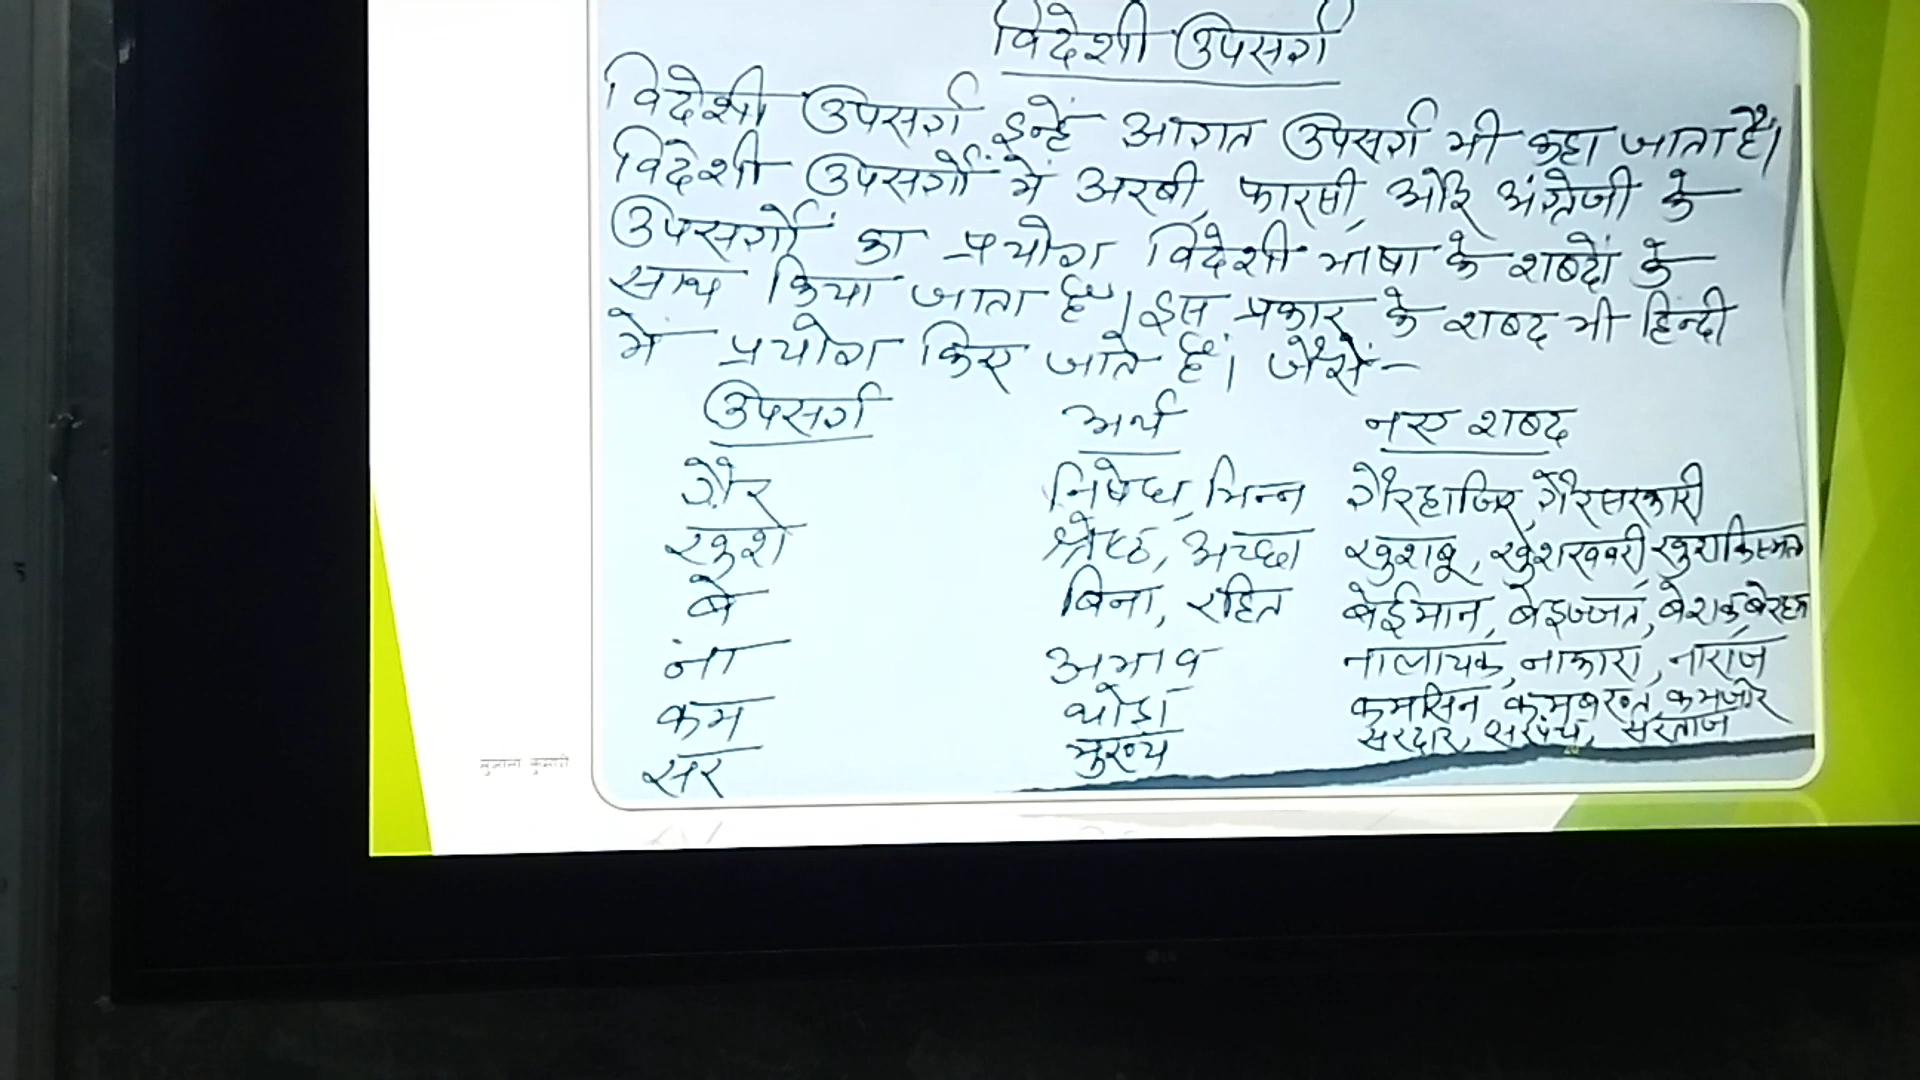 विदेशी उपसर्ग
विदेशी उपसर्ग इन्हें आगत उपसर्ग भी कहा जाता है।
विदेशी उपसर्गों में अरबी, फारसी, और अंग्रेजी के
उपसर्गों का प्रयोग विदेशी भाषा के शब्दों के
साथ किया जाता है। इस प्रकार के शब्द भी हिन्दी
में प्रयोग किए जाते हैं। जैसे-
उपसर्ग अर्थ नए शब्द
ग़ैर निषेध, भिन्न गैरहाजिर, गैरसरकारी
खुश श्रेष्ठ, अच्छा खुशबू, खुशखबरी, खुशकिस्मत
बे बिना, रहित बेईमान, बेइज्जत, बेशक, बेरहम
ना अभाव नालायक, नाकारा, नाराज
कम थोड़ा कमसिन, कमबख्त, कमजोर
सर मुख्य सरदार, सरपंच, सरताज